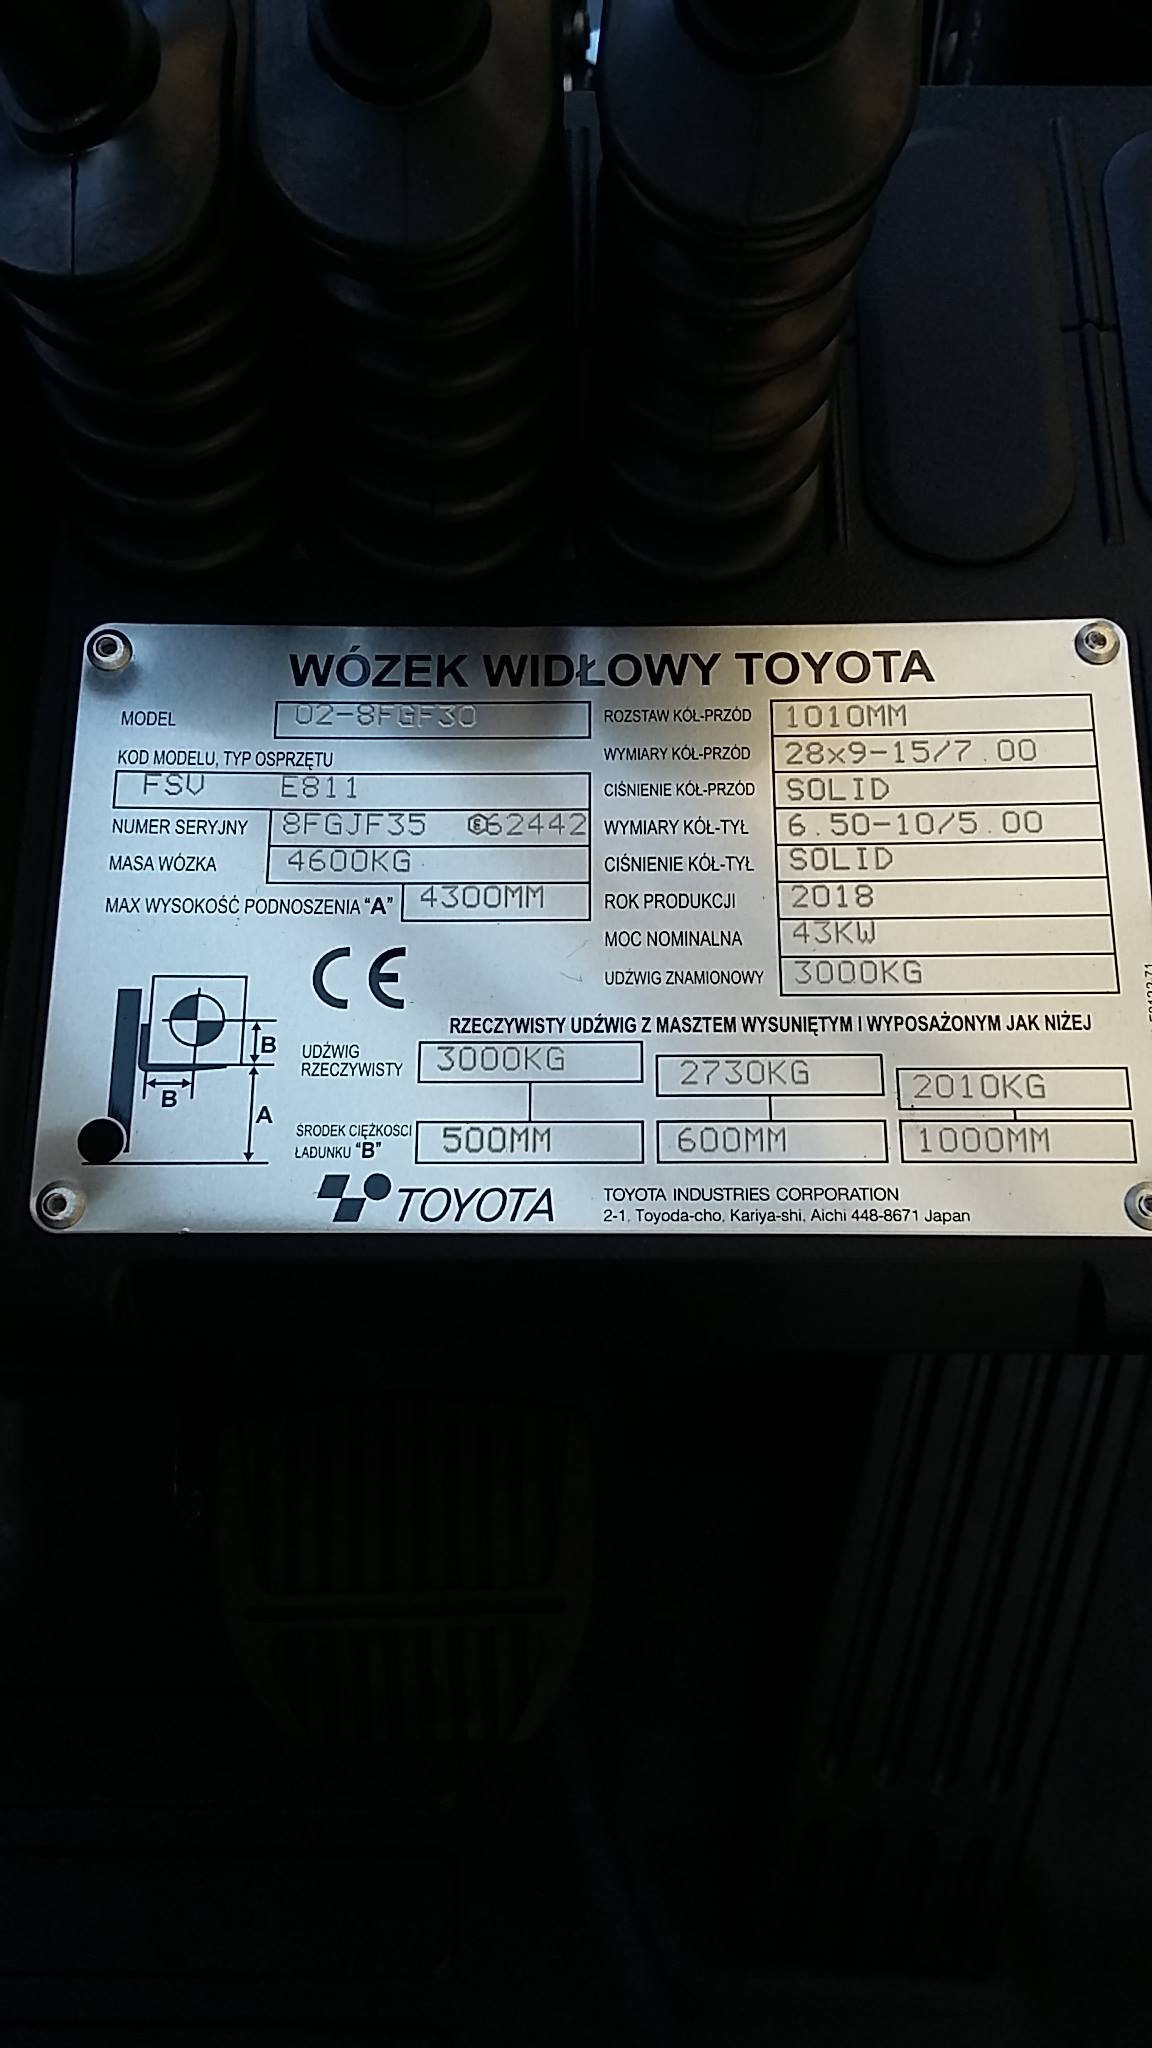 WÓZEK WIDŁOWY TOYOTA
MODEL 02-8FGF30
KOD MODELU, TYP OSPRZĘTU
FSV E811
NUMER SERYJNY 8FGJF35 E62442
MASA WÓZKA 4600KG
MAX WYSOKOŚĆ PODNOSZENIA "A" 4300MM
ROZSTAW KÓŁ-PRZÓD 1010MM
WYMIARY KÓŁ-PRZÓD 28x9-15/7.00
CIŚNIENIE KÓŁ-PRZÓD SOLID
WYMIARY KÓŁ-TYŁ 6.50-10/5.00
CIŚNIENIE KÓŁ-TYŁ SOLID
ROK PRODUKCJI 2018
MOC NOMINALNA 43KW
UDŹWIG ZNAMIONOWY 3000KG
CE
RZECZYWISTY UDŹWIG Z MASZTEM WYSUNIĘTYM I WYPOSAŻONYM JAK NIŻEJ
B
B
A
UDŹWIG
RZECZYWISTY 3000KG 2730KG 2010KG
ŚRODEK CIĘŻKOŚCI
ŁADUNKU "B" 500MM 600MM 1000MM
TOYOTA
TOYOTA INDUSTRIES CORPORATION
2-1, Toyoda-cho, Kariya-shi, Aichi 448-8671 Japan